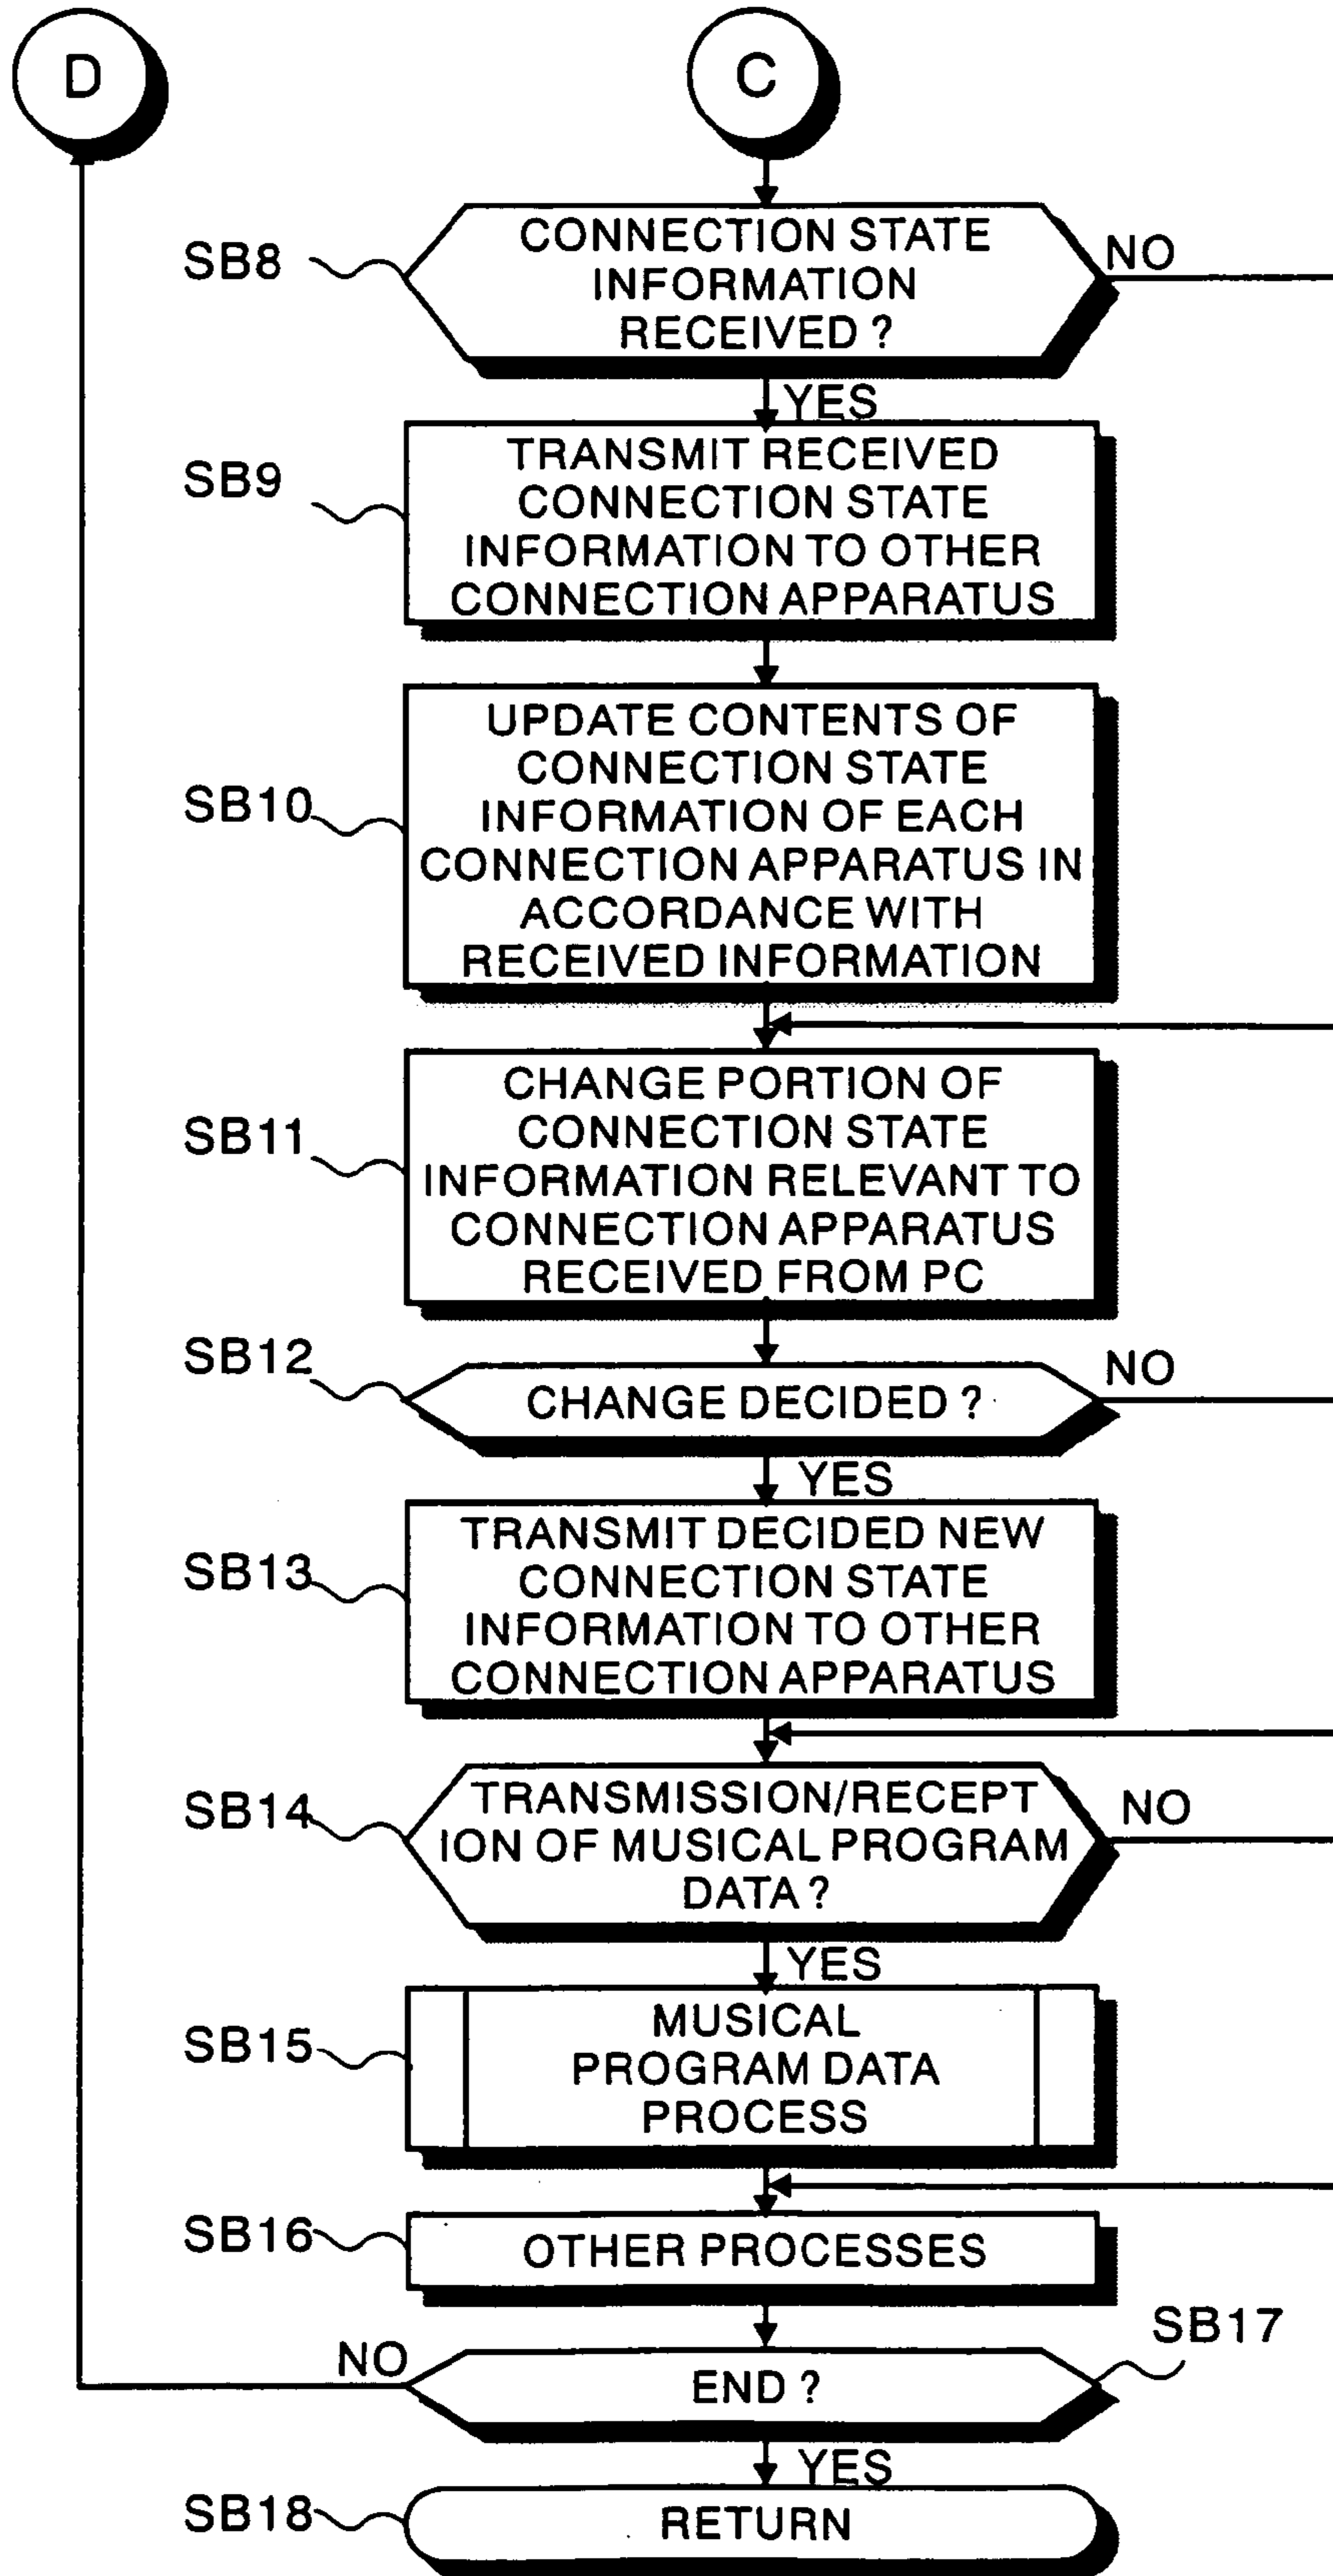 D
C
SB8
CONNECTION STATE
INFORMATION
RECEIVED ?
NO
YES
SB9
TRANSMIT RECEIVED
CONNECTION STATE
INFORMATION TO OTHER
CONNECTION APPARATUS
SB10
UPDATE CONTENTS OF
CONNECTION STATE
INFORMATION OF EACH
CONNECTION APPARATUS IN
ACCORDANCE WITH
RECEIVED INFORMATION
SB11
CHANGE PORTION OF
CONNECTION STATE
INFORMATION RELEVANT TO
CONNECTION APPARATUS
RECEIVED FROM PC
SB12
CHANGE DECIDED ?
NO
YES
SB13
TRANSMIT DECIDED NEW
CONNECTION STATE
INFORMATION TO OTHER
CONNECTION APPARATUS
SB14
TRANSMISSION/RECEPT
ION OF MUSICAL PROGRAM
DATA ?
NO
YES
SB15
MUSICAL
PROGRAM DATA
PROCESS
SB16
OTHER PROCESSES
SB17
NO
END ?
YES
SB18
RETURN